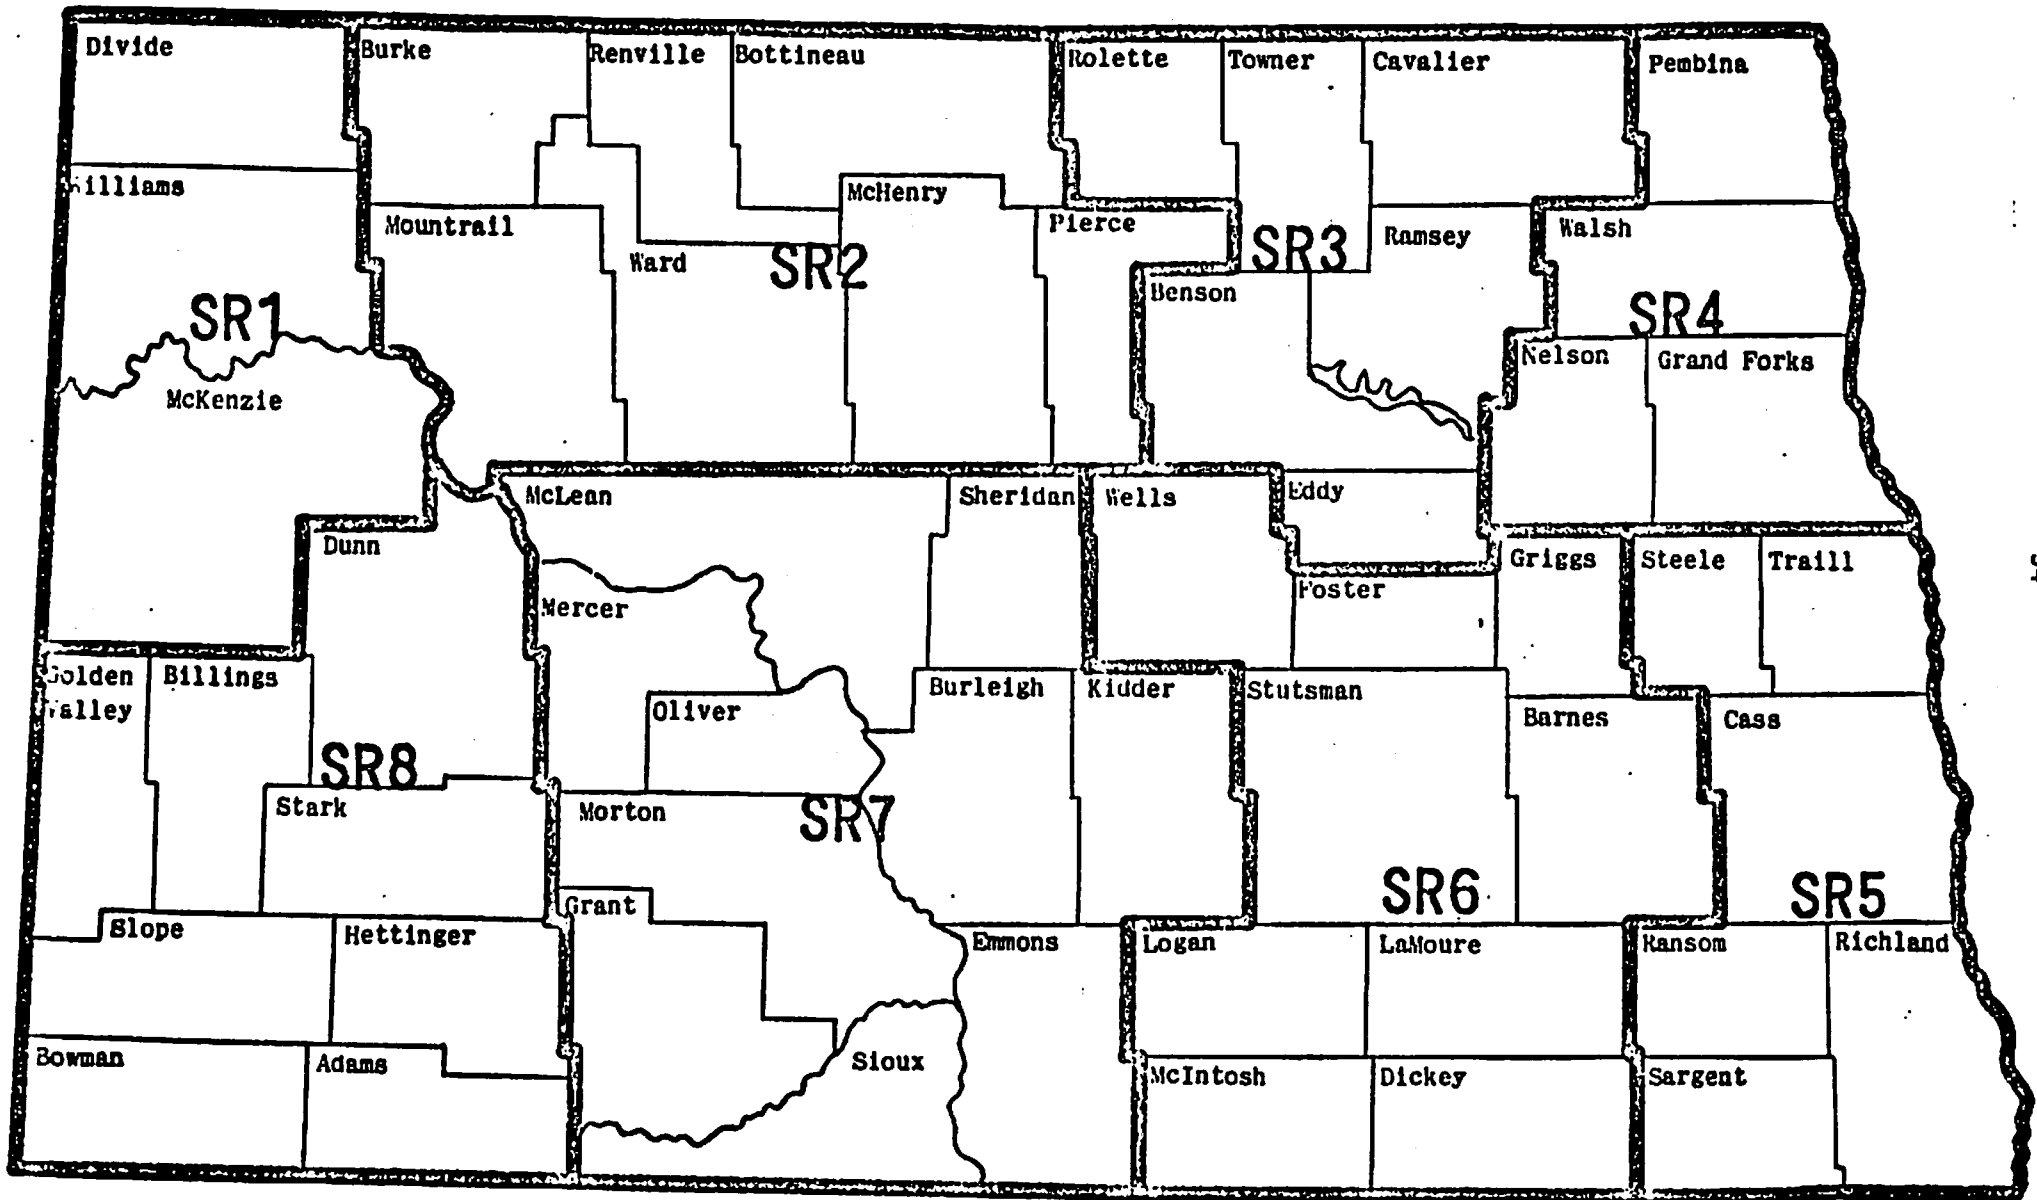 Divide
Burke
Renville
Bottineau
Rolette
Towner
Cavalier
Pembina
Williams
Mountrail
McHenry
Pierce
Ward
SR2
SR3
Ramsey
Walsh
Benson
SR1
SR4
McKenzie
Nelson
Grand Forks
McLean
Sheridan
Wells
Eddy
Dunn
Griggs
Steele
Traill
Mercer
Foster
Golden
Valley
Billings
Burleigh
Kidder
Stutsman
Oliver
Barnes
Cass
SR8
Stark
Morton
SR7
SR6
SR5
Grant
Slope
Hettinger
Emmons
Logan
LaMoure
Ransom
Richland
Bowman
Adams
Sioux
McIntosh
Dickey
Sargent